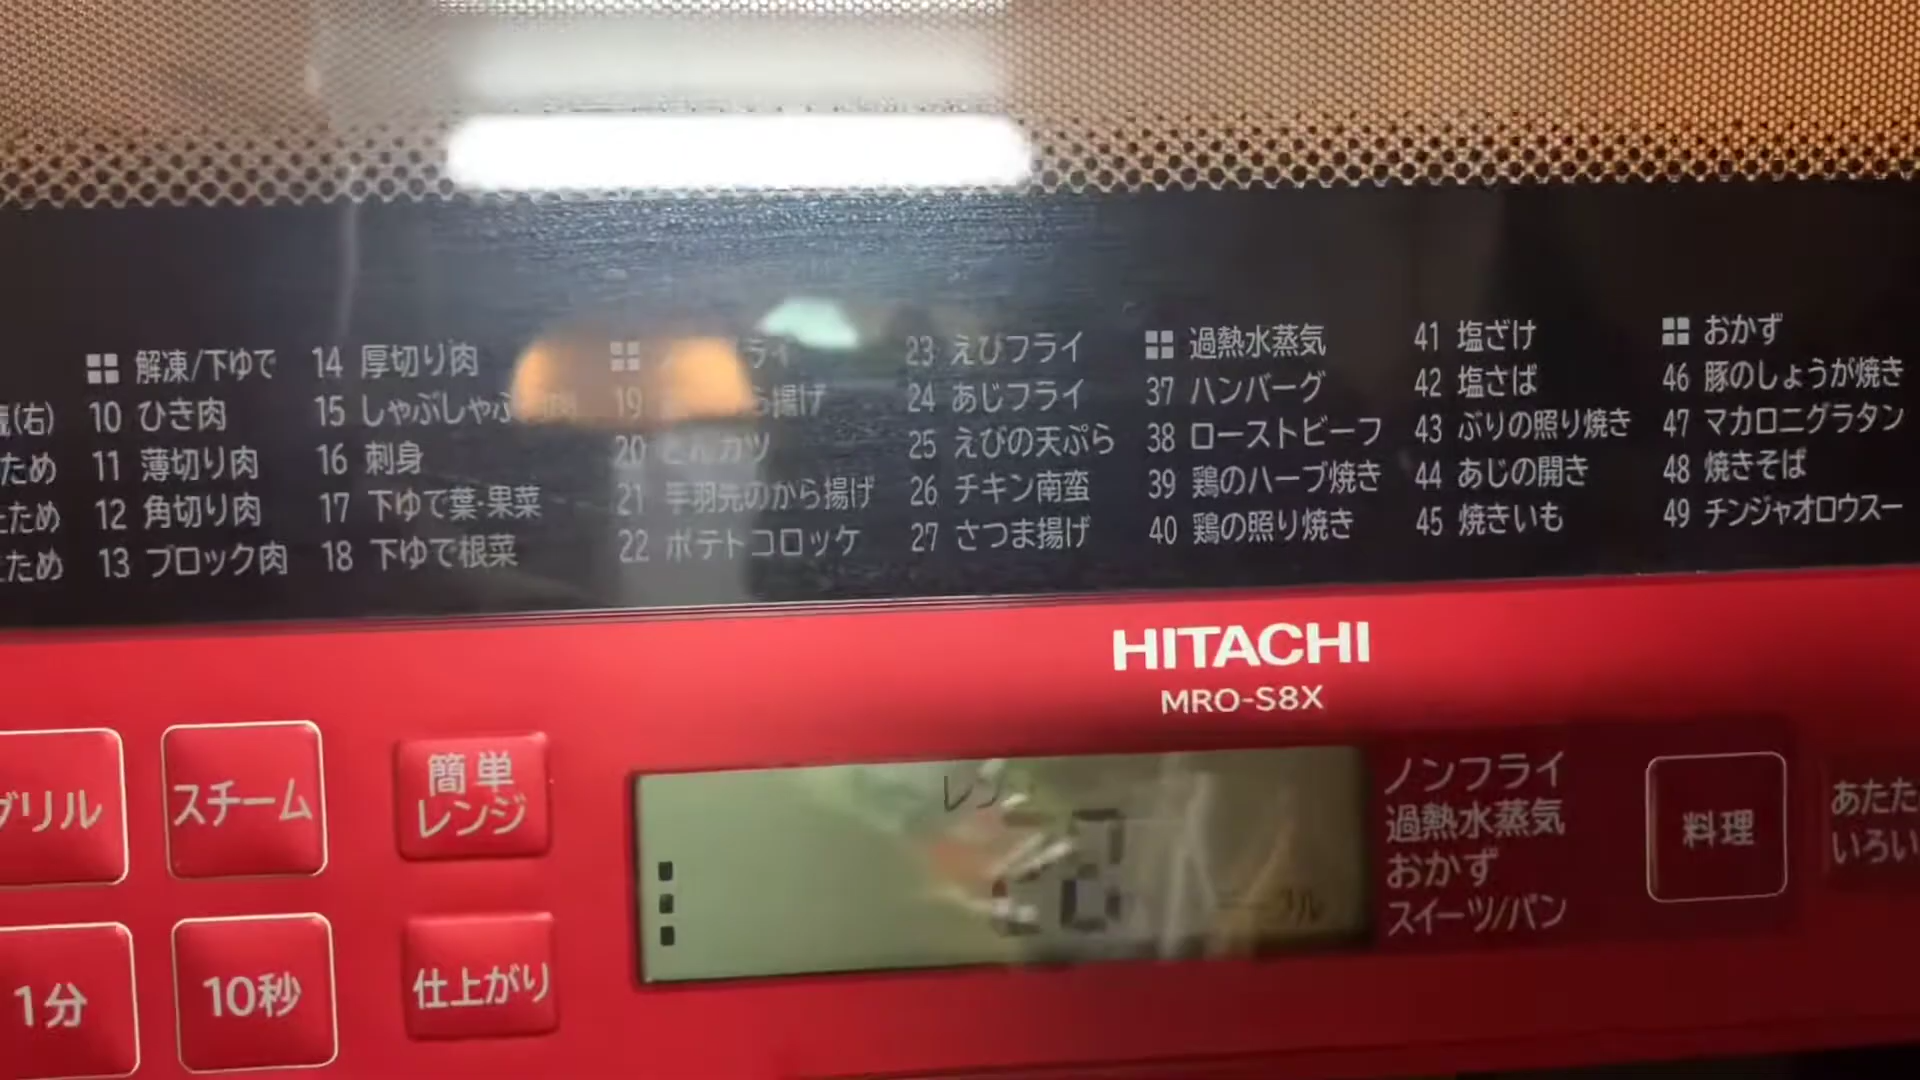 解凍/下ゆで
10 ひき肉
11 薄切り肉
12 角切り肉
13 ブロック肉
14 厚切り肉
15 しゃぶしゃぶ
16 刺身
17 下ゆで葉・果菜
18 下ゆで根菜
ライ
19 ら揚げ
20 とんカツ
21 手羽先のから揚げ
22 ポテトコロッケ
23 えびフライ
24 あじフライ
25 えびの天ぷら
26 チキン南蛮
27 さつま揚げ
過熱水蒸気
37 ハンバーグ
38 ローストビーフ
39 鶏のハーブ焼き
40 鶏の照り焼き
41 塩ざけ
42 塩さば
43 ぶりの照り焼き
44 あじの開き
45 焼きいも
おかず
46 豚のしょうが焼き
47 マカロニグラタン
48 焼きそば
49 チンジャオロウスー
(右)
ため
ため
ため
HITACHI
MRO-S8X
グリル
スチーム
簡単
レンジ
1分
10秒
仕上がり
ノンフライ
過熱水蒸気
おかず
スイーツ/パン
料理
あたた
いろい